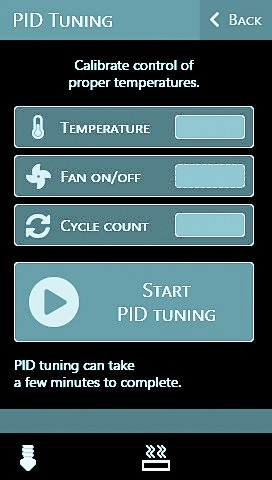 PID Tuning
Back
Calibrate control of
proper temperatures.
Temperature
Fan on/off
Cycle count
Start
PID tuning
PID tuning can take
a few minutes to complete.